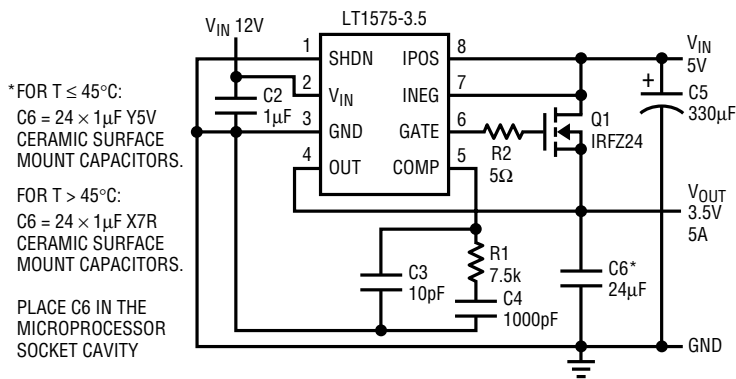 LT1575-3.5
VIN 12V
1
SHDN
IPOS
8
VIN
5V
2
VIN
INEG
7
C2
1µF
+
C5
330µF
3
GND
GATE
6
R2
5Ω
Q1
IRFZ24
4
OUT
COMP
5
*FOR T ≤ 45°C:
C6 = 24 × 1µF Y5V
CERAMIC SURFACE
MOUNT CAPACITORS.
FOR T > 45°C:
C6 = 24 × 1µF X7R
CERAMIC SURFACE
MOUNT CAPACITORS.
PLACE C6 IN THE
MICROPROCESSOR
SOCKET CAVITY
VOUT
3.5V
5A
R1
7.5k
C3
10pF
C4
1000pF
C6*
24µF
GND